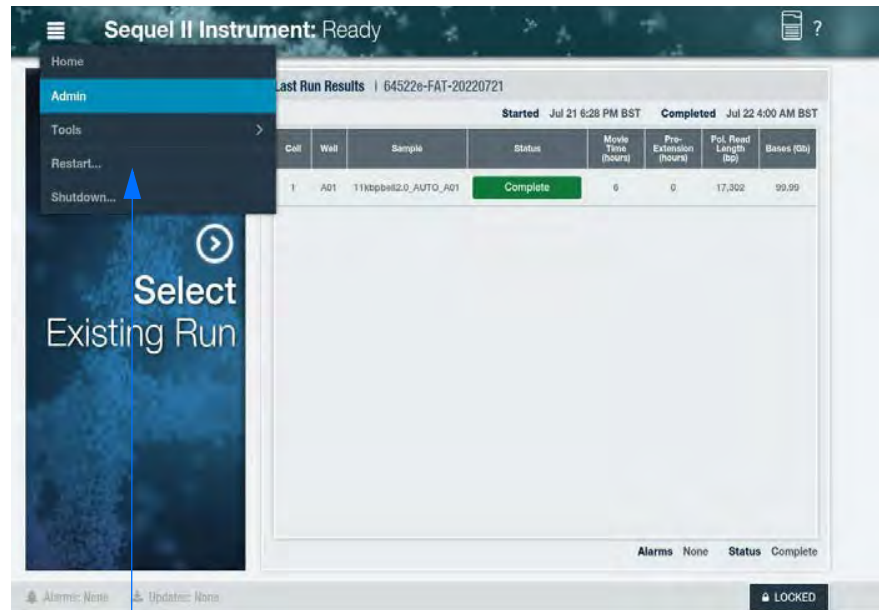 Sequel II Instrument: Ready
?
Home
Admin
Tools
Restart...
Shutdown...
Select
Existing Run
Last Run Results | 64522e-FAT-20220721
Started Jul 21 6:28 PM BST Completed Jul 22 4:00 AM BST
Cell Well Sample Status Movie Time (hours) Pre-Extension (hours) Pol. Read Length (bp) Bases (Gb)
1 A01 11kbpbell2.0_AUTO_A01 Complete 6 0 17,302 99.99
Alarms None Status Complete
Alarms: None Updates: None
LOCKED